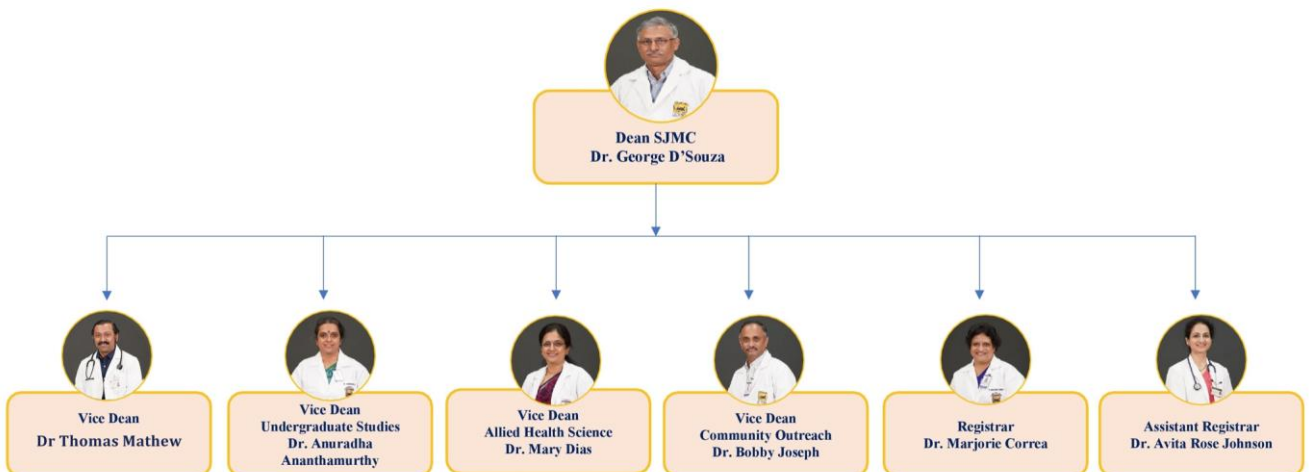 Dean SJMC
Dr. George D’Souza
Vice Dean
Dr Thomas Mathew
Vice Dean
Undergraduate Studies
Dr. Anuradha
Ananthamurthy
Vice Dean
Allied Health Science
Dr. Mary Dias
Vice Dean
Community Outreach
Dr. Bobby Joseph
Registrar
Dr. Marjorie Correa
Assistant Registrar
Dr. Avita Rose Johnson